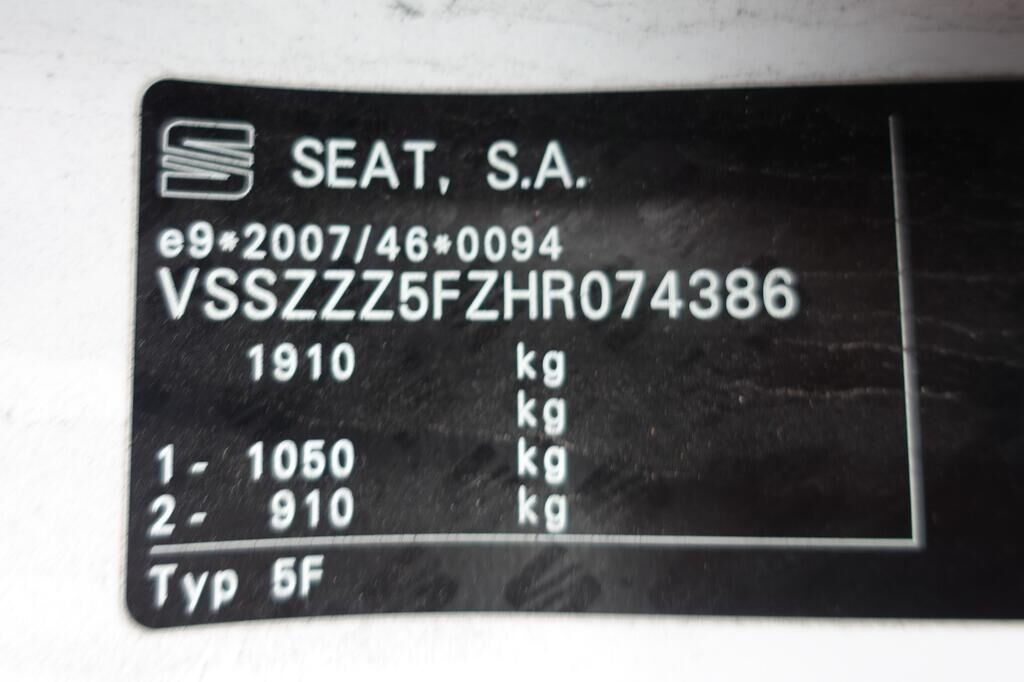 SEAT, S.A.
e9*2007/46*0094
VSSZZZ5FZHR074386
1910 kg
kg
1- 1050 kg
2- 910 kg
Typ 5F